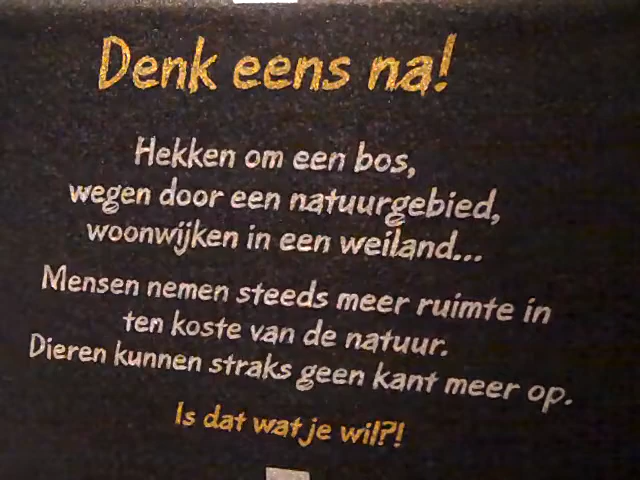 Denk eens na!
Hekken om een bos,
wegen door een natuurgebied,
woonwijken in een weiland...
Mensen nemen steeds meer ruimte in
ten koste van de natuur.
Dieren kunnen straks geen kant meer op.
Is dat wat je wil?!